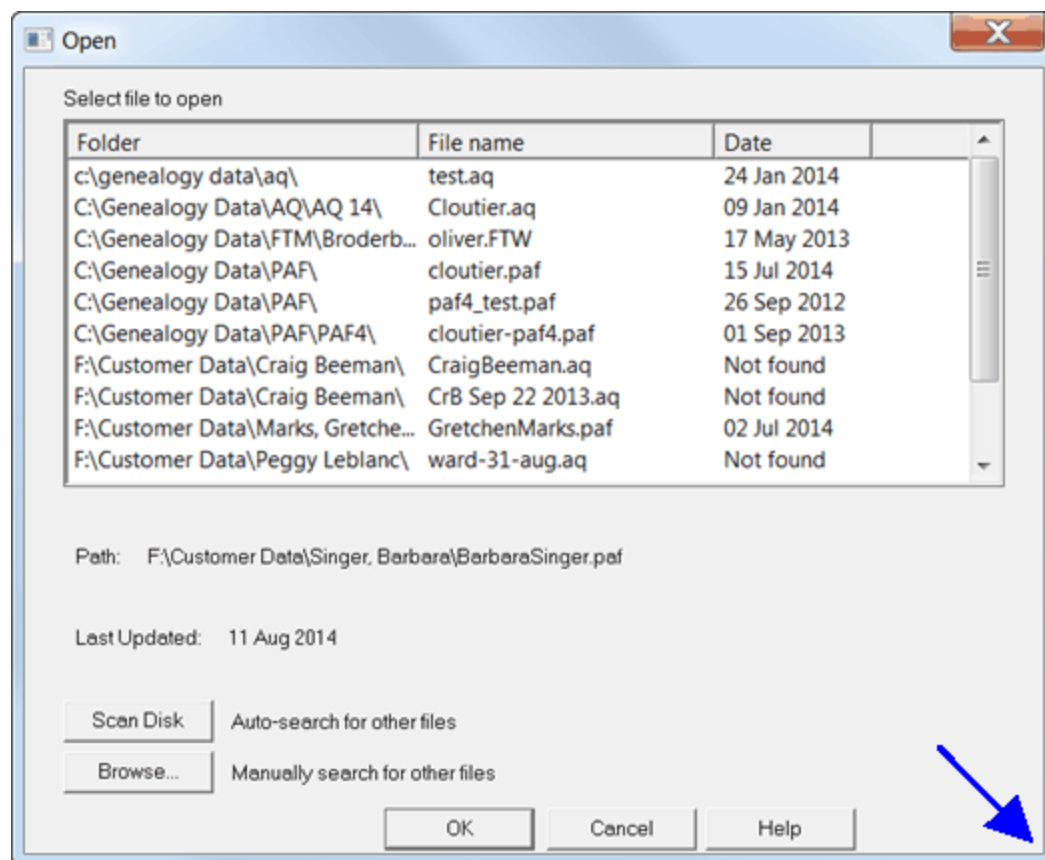 Open
Select file to open
Folder File name Date
c:\genealogy data\aq\ test.aq 24 Jan 2014
C:\Genealogy Data\AQ\AQ 14\ Cloutier.aq 09 Jan 2014
C:\Genealogy Data\FTM\Broderb... oliver.FTW 17 May 2013
C:\Genealogy Data\PAF\ cloutier.paf 15 Jul 2014
C:\Genealogy Data\PAF\ paf4_test.paf 26 Sep 2012
C:\Genealogy Data\PAF\PAF4\ cloutier-paf4.paf 01 Sep 2013
F:\Customer Data\Craig Beeman\ CraigBeeman.aq Not found
F:\Customer Data\Craig Beeman\ CrB Sep 22 2013.aq Not found
F:\Customer Data\Marks, Gretche... GretchenMarks.paf 02 Jul 2014
F:\Customer Data\Peggy Leblanc\ ward-31-aug.aq Not found
Path: F:\Customer Data\Singer, Barbara\BarbaraSinger.paf
Last Updated: 11 Aug 2014
Scan Disk Auto-search for other files
Browse... Manually search for other files
OK Cancel Help